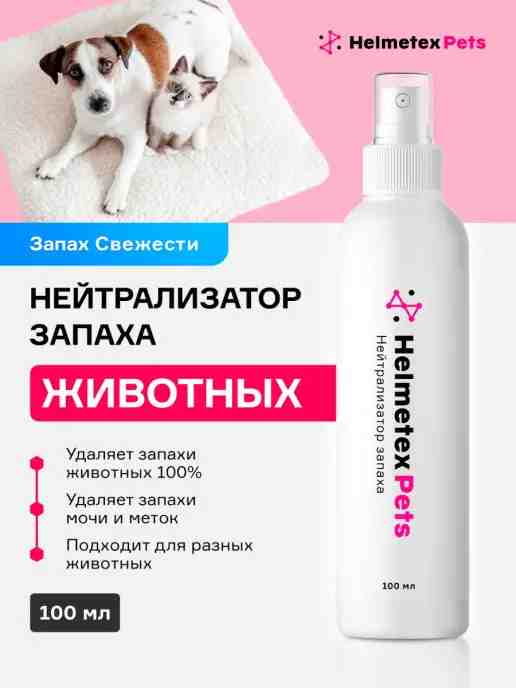 Helmetex Pets
Запах Свежести
НЕЙТРАЛИЗАТОР
ЗАПАХА
ЖИВОТНЫХ
Удаляет запахи
животных 100%
Удаляет запахи
мочи и меток
Подходит для разных
животных
100 мл
Helmetex Pets
Нейтрализатор запаха
100 мл